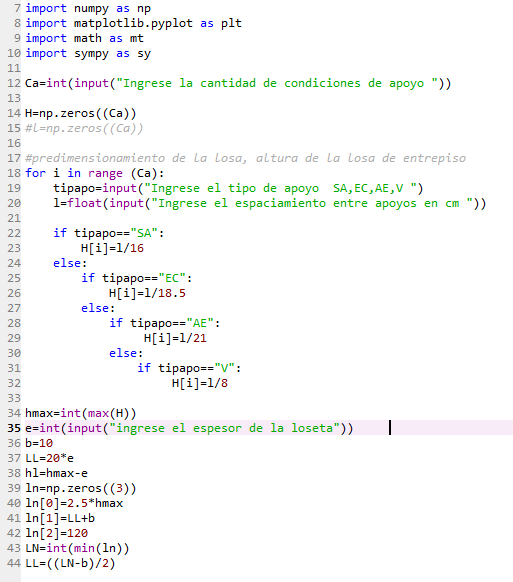 7 import numpy as np
8 import matplotlib.pyplot as plt
9 import math as mt
10 import sympy as sy
11
12 Ca=int(input("Ingrese la cantidad de condiciones de apoyo "))
13
14 H=np.zeros((Ca))
15 #l=np.zeros((Ca))
16
17 #predimensionamiento de la losa, altura de la losa de entrepiso
18 for i in range (Ca):
19     tipapo=input("Ingrese el tipo de apoyo  SA,EC,AE,V ")
20     l=float(input("Ingrese el espaciamiento entre apoyos en cm "))
21
22     if tipapo=="SA":
23         H[i]=l/16
24     else:
25         if tipapo=="EC":
26             H[i]=l/18.5
27         else:
28             if tipapo=="AE":
29                  H[i]=l/21
30             else:
31                 if tipapo=="V":
32                      H[i]=l/8
33
34 hmax=int(max(H))
35 e=int(input("ingrese el espesor de la loseta"))
36 b=10
37 LL=20*e
38 hl=hmax-e
39 ln=np.zeros((3))
40 ln[0]=2.5*hmax
41 ln[1]=LL+b
42 ln[2]=120
43 LN=int(min(ln))
44 LL=((LN-b)/2)